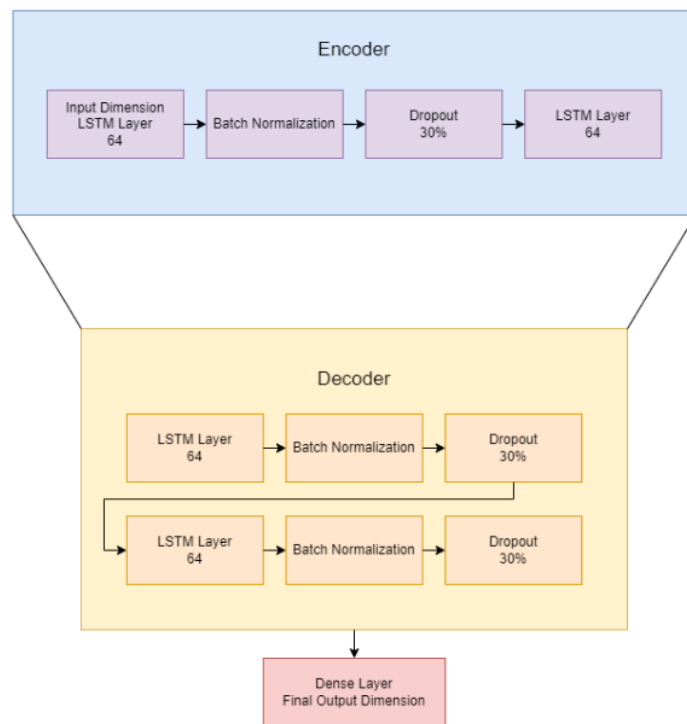 Encoder
Input Dimension
LSTM Layer
64
Batch Normalization
Dropout
30%
LSTM Layer
64
Decoder
LSTM Layer
64
Batch Normalization
Dropout
30%
LSTM Layer
64
Batch Normalization
Dropout
30%
Dense Layer
Final Output Dimension